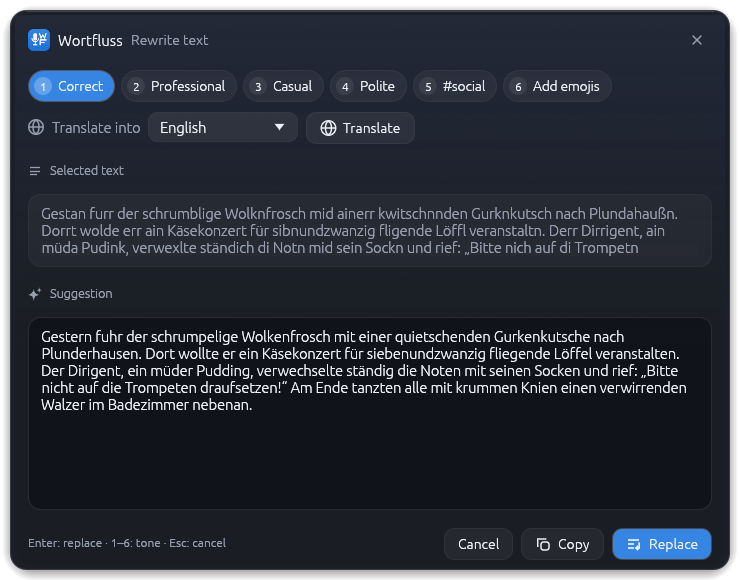 Wortfluss Rewrite text
1 Correct 2 Professional 3 Casual 4 Polite 5 #social 6 Add emojis
Translate into English Translate
Selected text
Gestan furr der schrumblige Wolknfrosch mid ainerr kwitschnnden Gurknkutsch nach Plundahaußn.
Dorrt wolde err ain Käsekonzert für sibnundzwanzig fligende Löffl veranstaltn. Derr Dirrigent, ain
müda Pudink, verwexlte ständich di Notn mid sein Sockn und rief: „Bitte nich auf di Trompetn
Suggestion
Gestern fuhr der schrumpelige Wolkenfrosch mit einer quietschenden Gurkenkutsche nach
Plunderhausen. Dort wollte er ein Käsekonzert für siebenundzwanzig fliegende Löffel veranstalten.
Der Dirigent, ein müder Pudding, verwechselte ständig die Noten mit seinen Socken und rief: „Bitte
nicht auf die Trompeten draufsetzen!“ Am Ende tanzten alle mit krummen Knien einen verwirrenden
Walzer im Badezimmer nebenan.
Enter: replace · 1–6: tone · Esc: cancel
Cancel Copy Replace